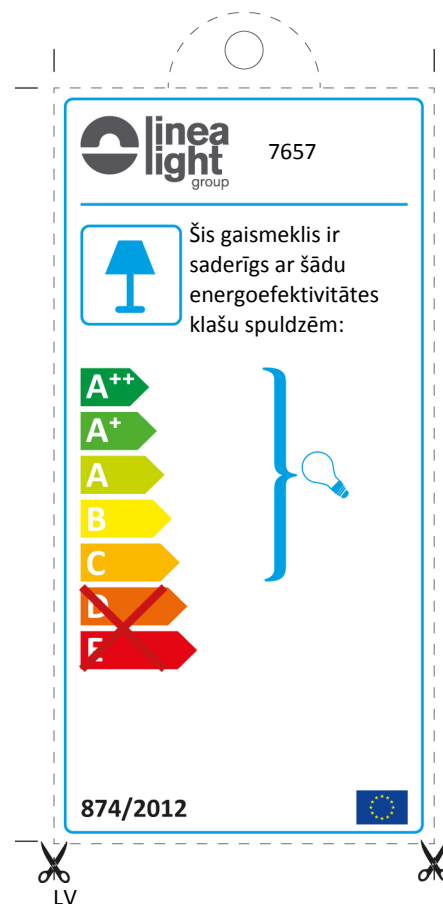 linea
light
group
7657
Šis gaismeklis ir
saderīgs ar šādu
energoefektivitātes
klašu spuldzēm:
A++
A+
A
B
C
D
E
874/2012
LV